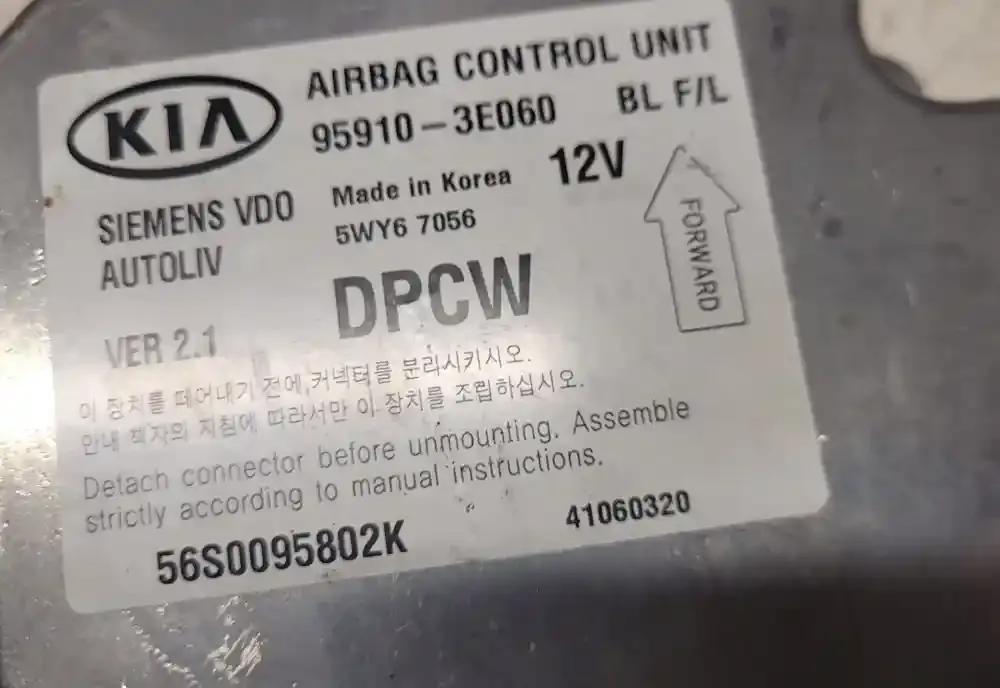 KIA
AIRBAG CONTROL UNIT
95910-3E060 BL F/L
SIEMENS VDO
AUTOLIV
Made in Korea 12V
5WY6 7056
FORWARD
DPCW
VER 2.1
이 장치를 떼어내기 전에,커넥터를 분리시키시오.
안내 책자의 지침에 따라서만 이 장치를 조립하십시오.
Detach connector before unmounting. Assemble
strictly according to manual instructions.
56S0095802K 41060320